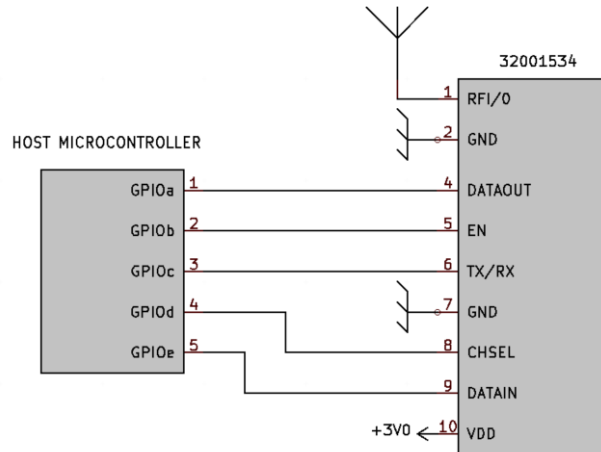 32001534
1 RFI/O
2 GND
HOST MICROCONTROLLER
GPIOa 1 4 DATAOUT
GPIOb 2 5 EN
GPIOc 3 6 TX/RX
GPIOd 4 7 GND
GPIOe 5 8 CHSEL
9 DATAIN
+3V0 10 VDD